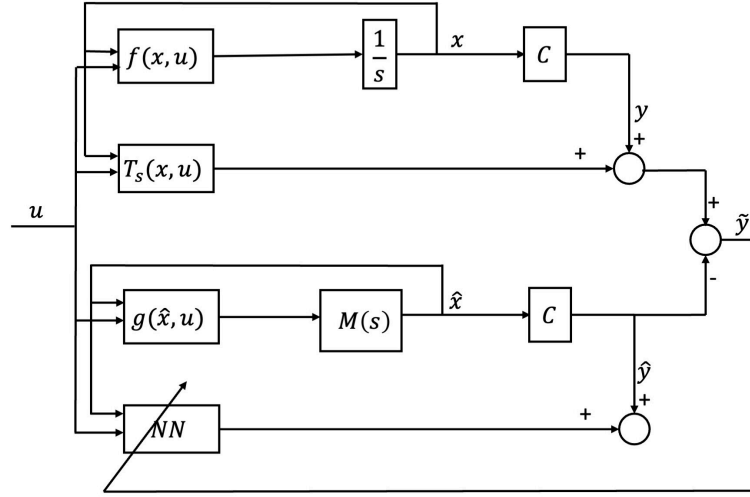 f(x, u)
1
s
x
C
y
+
T_s(x, u)
+
u
+
ỹ
-
g(x̂, u)
M(s)
x̂
C
ŷ
+
NN
+